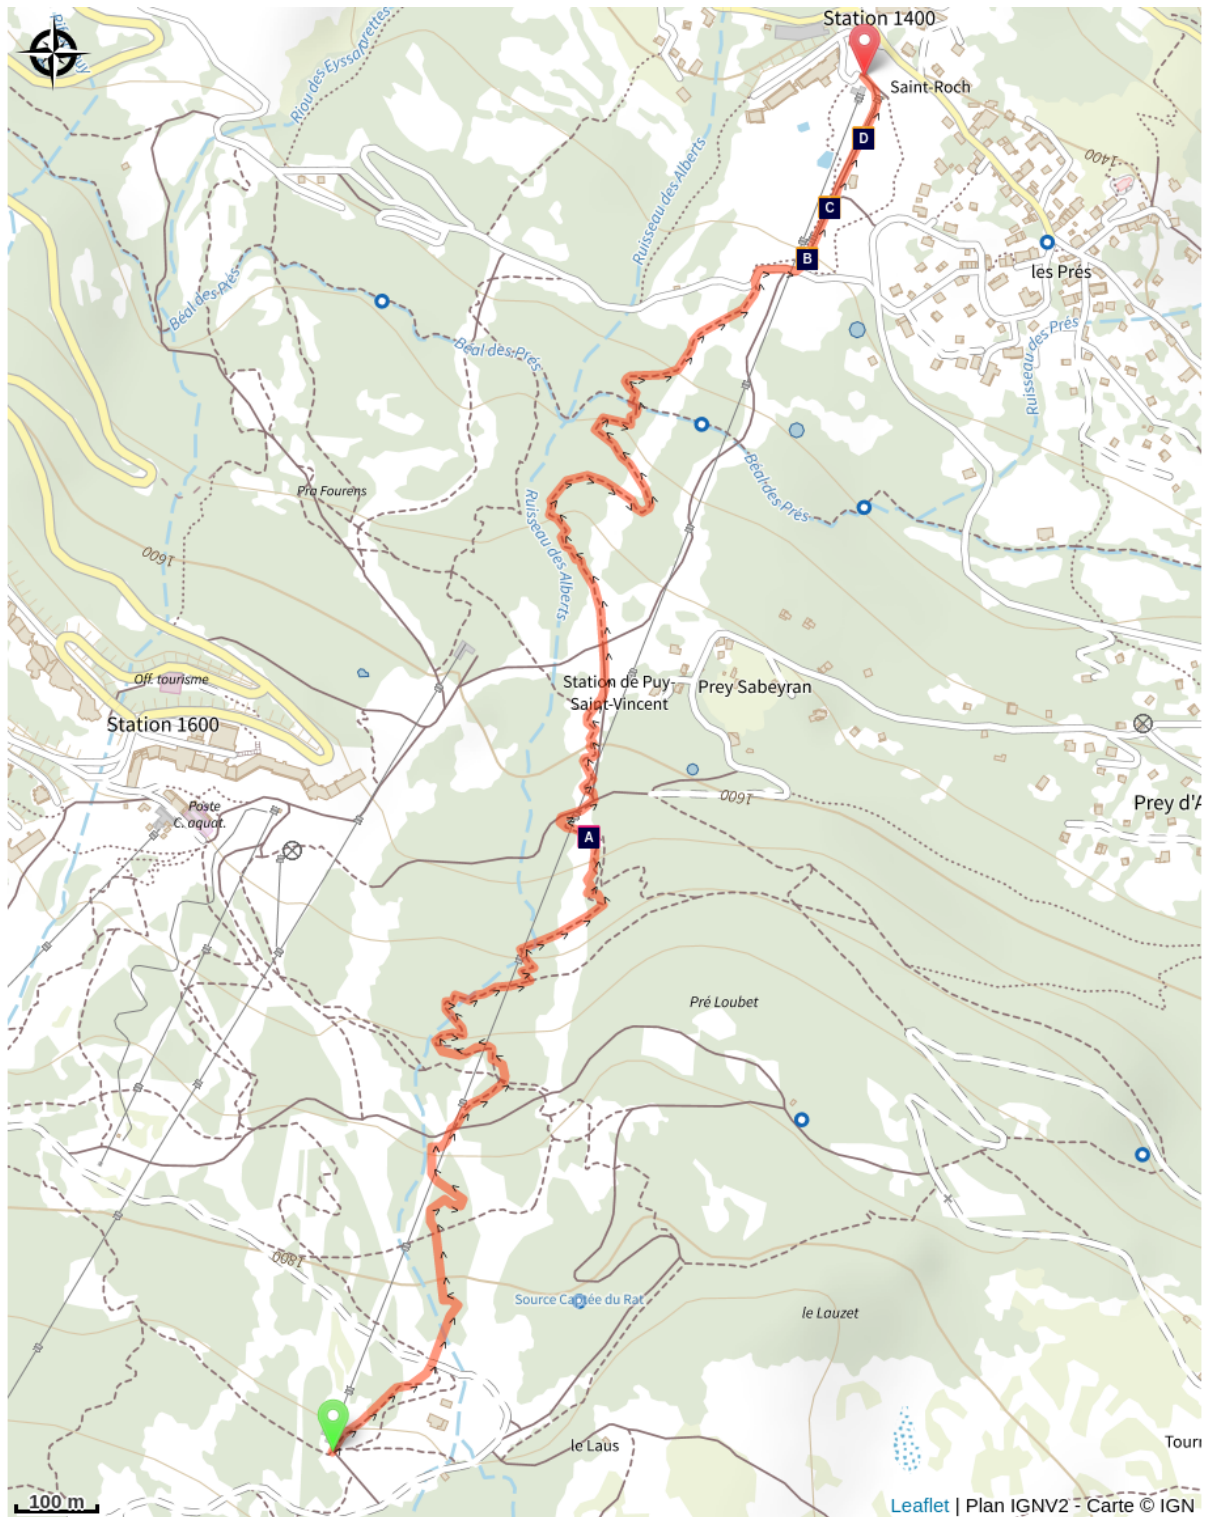 Station 1400
Saint-Roch
Riou des Eyssarettes
Ruisseau des Alberts
D
1400
C
B
les Prés
Béal des Prés
Béal des Prés
Ruisseau des Prés
Béal des Prés
Pra Fourens
Ruisseau des Alberts
1600
Off. tourisme
Station de Puy-
Saint-Vincent
Prey Sabeyran
Station 1600
1600
Poste
C. aquat.
Prey d'A
A
Pré Loubet
1800
Source Captée du Rat
le Lauzet
le Laus
Tourr
100 m
Leaflet | Plan IGNV2 - Carte © IGN